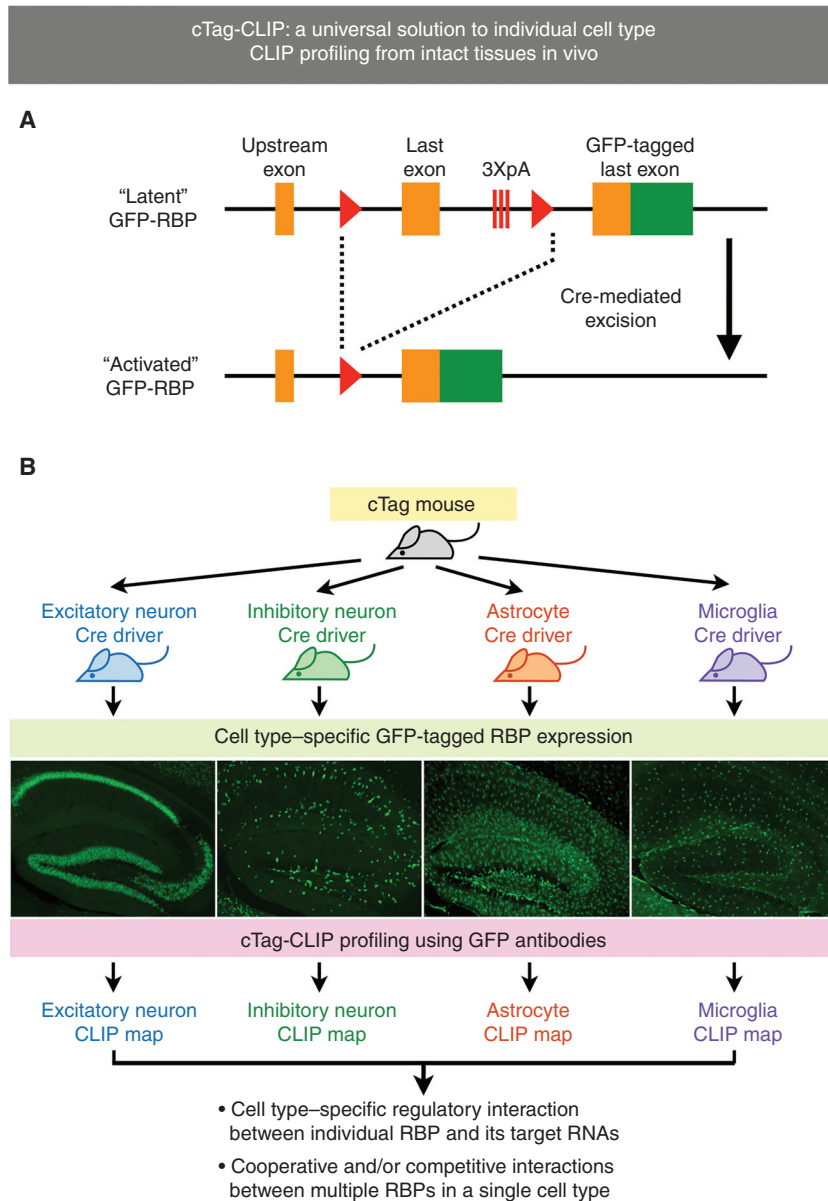 cTag-CLIP: a universal solution to individual cell type
CLIP profiling from intact tissues in vivo
A
Upstream
exon
Last
exon
3XpA
GFP-tagged
last exon
“Latent”
GFP-RBP
Cre-mediated
excision
“Activated”
GFP-RBP
B
cTag mouse
Excitatory neuron
Cre driver
Inhibitory neuron
Cre driver
Astrocyte
Cre driver
Microglia
Cre driver
Cell type–specific GFP-tagged RBP expression
cTag-CLIP profiling using GFP antibodies
Excitatory neuron
CLIP map
Inhibitory neuron
CLIP map
Astrocyte
CLIP map
Microglia
CLIP map
• Cell type–specific regulatory interaction
between individual RBP and its target RNAs
• Cooperative and/or competitive interactions
between multiple RBPs in a single cell type